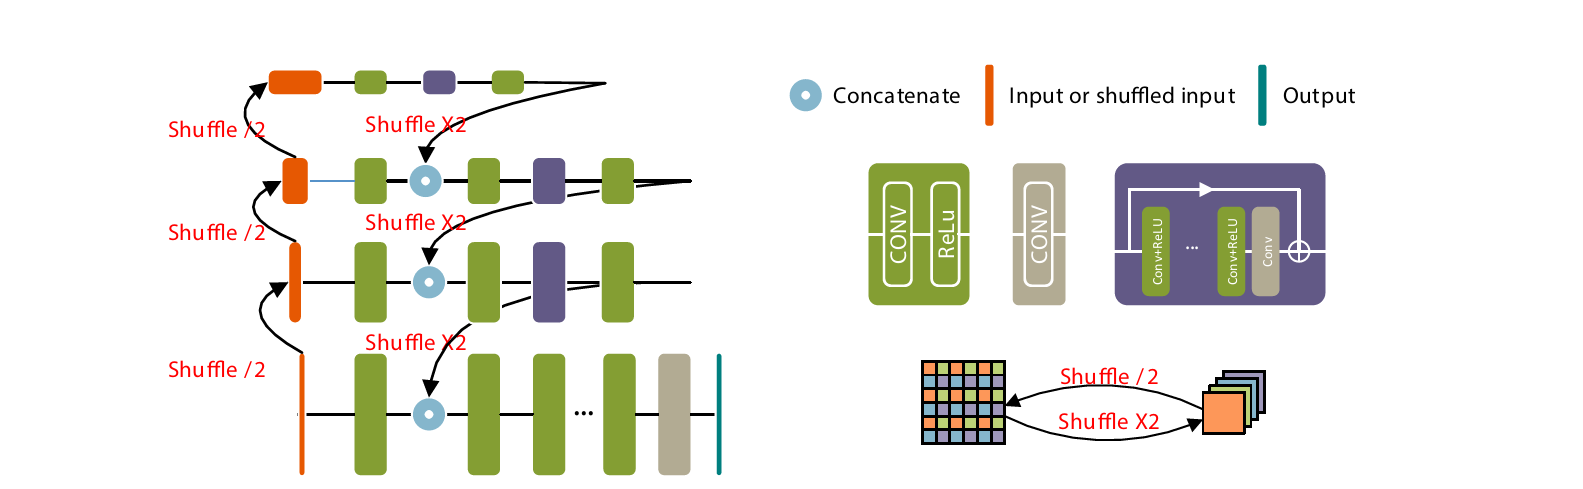 Shuffle /2
Shuffle X2
Shuffle /2
Shuffle X2
Shuffle /2
Shuffle X2
...
Concatenate
Input or shuffled input
Output
CONV
ReLu
CONV
Conv+ReLU
...
Conv+ReLU
Conv
Shuffle /2
Shuffle X2